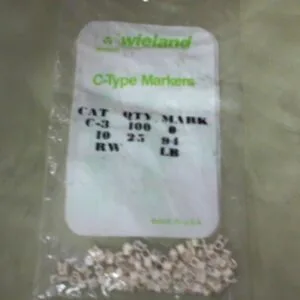 wieland
C-Type Markers
CAT QTY MARK
C-3 100 0
10 25 94
RW LB